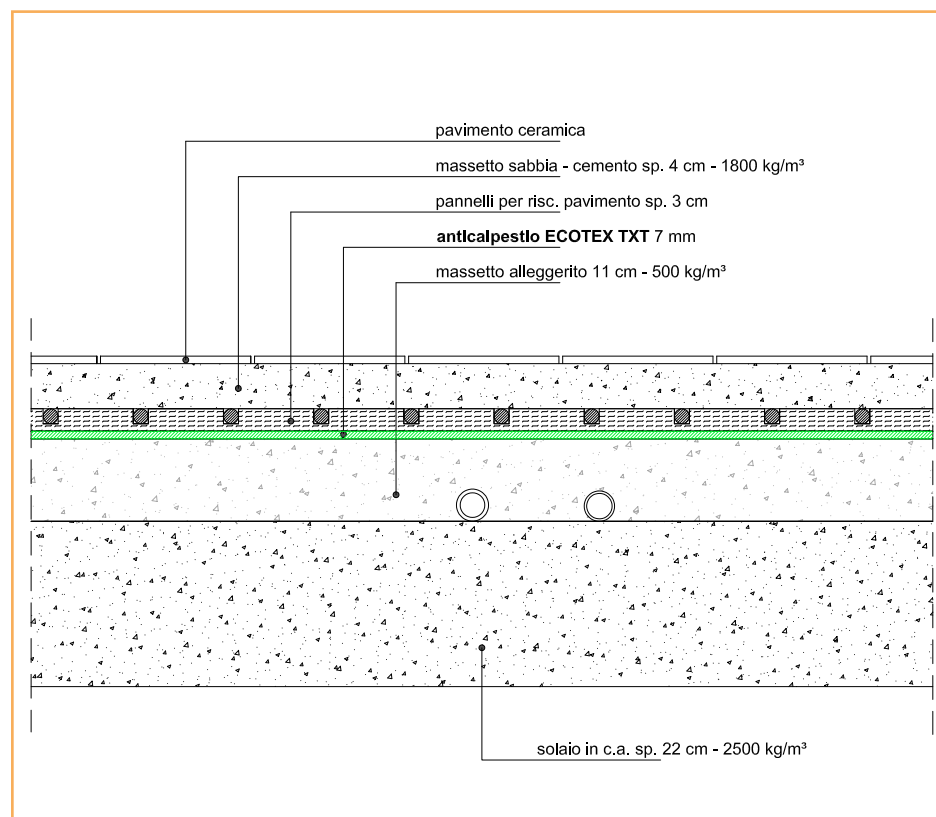 pavimento ceramica
massetto sabbia - cemento sp. 4 cm - 1800 kg/m³
pannelli per risc. pavimento sp. 3 cm
anticalpestio ECOTEX TXT 7 mm
massetto alleggerito 11 cm - 500 kg/m³
solaio in c.a. sp. 22 cm - 2500 kg/m³